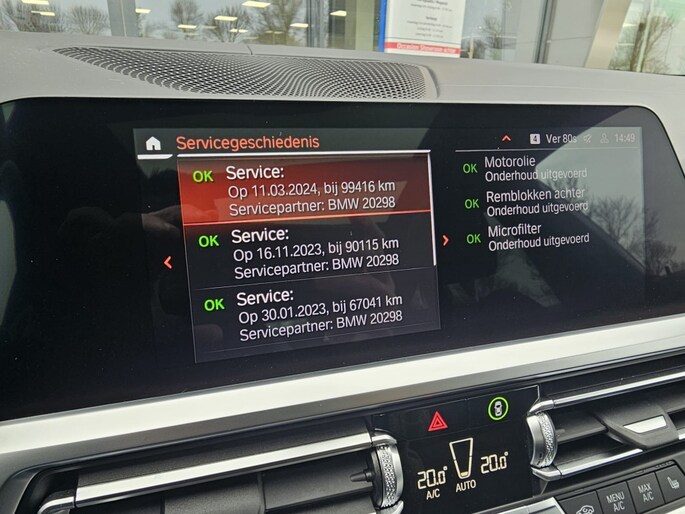 Occasion Showroom achter
Servicegeschiedenis
4 Ver 80s 14:49
OK Service:
Op 11.03.2024, bij 99416 km
Servicepartner: BMW 20298
OK Service:
Op 16.11.2023, bij 90115 km
Servicepartner: BMW 20298
OK Service:
Op 30.01.2023, bij 67041 km
Servicepartner: BMW 20298
OK Motorolie
Onderhoud uitgevoerd
OK Remblokken achter
Onderhoud uitgevoerd
OK Microfilter
Onderhoud uitgevoerd
20.0° 20.0°
A/C AUTO
MENU A/C
MAX A/C